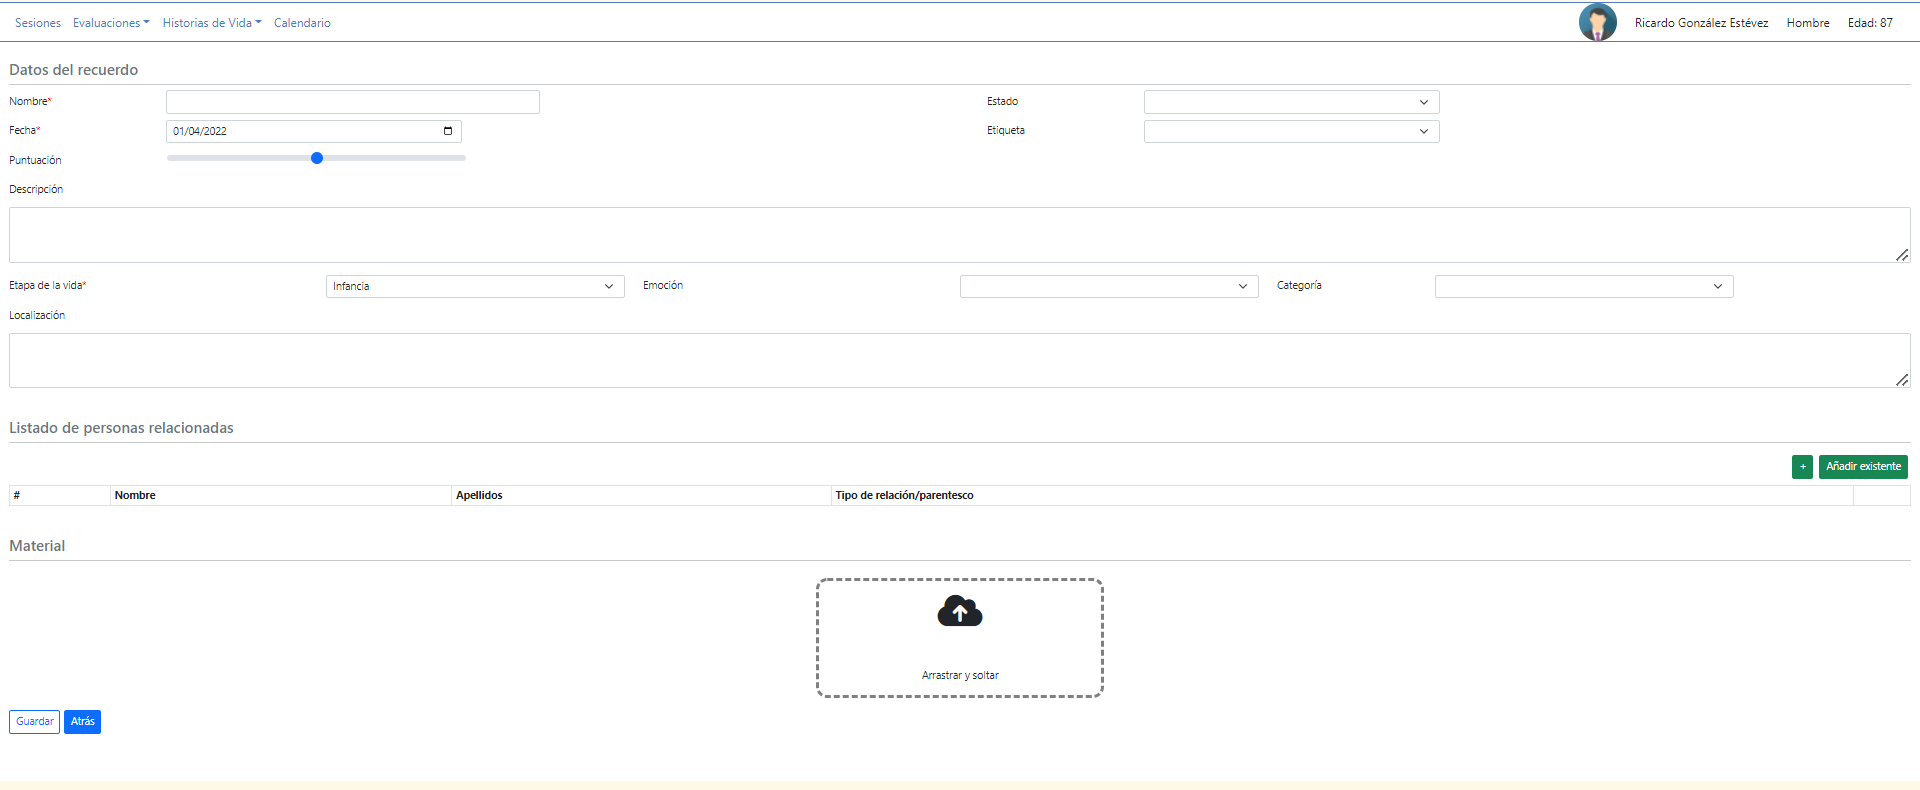 Sesiones Evaluaciones Historias de Vida Calendario Ricardo González Estévez Hombre Edad: 87
Datos del recuerdo
Nombre* Estado
Fecha* 01/04/2022 Etiqueta
Puntuación
Descripción
Etapa de la vida* Infancia Emoción Categoría
Localización
Listado de personas relacionadas
+ Añadir existente
# Nombre Apellidos Tipo de relación/parentesco
Material
Arrastrar y soltar
Guardar Atrás